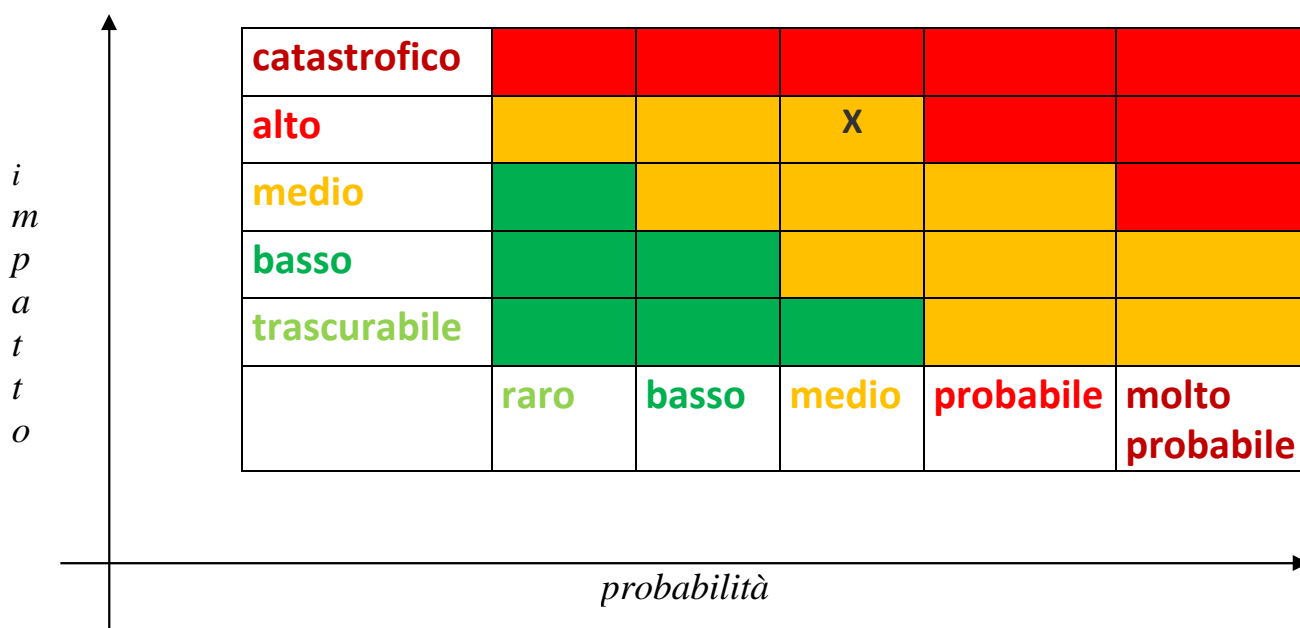 catastrofico
alto X
medio
basso
trascurabile
raro basso medio probabile molto
probabile
i
m
p
a
t
t
o
probabilità